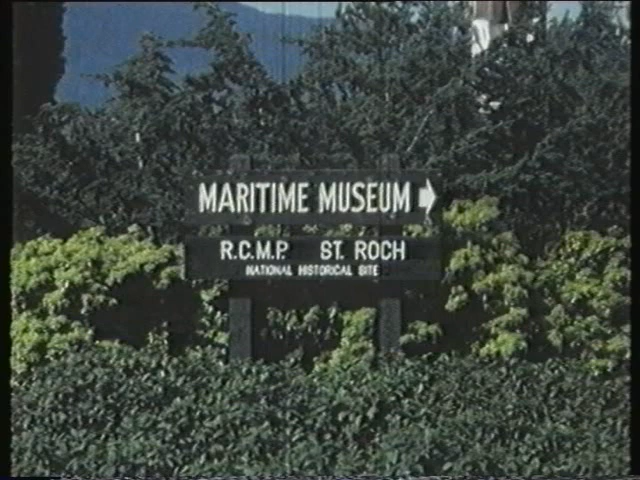 MARITIME MUSEUM →
R.C.M.P. ST. ROCH
NATIONAL HISTORICAL SITE